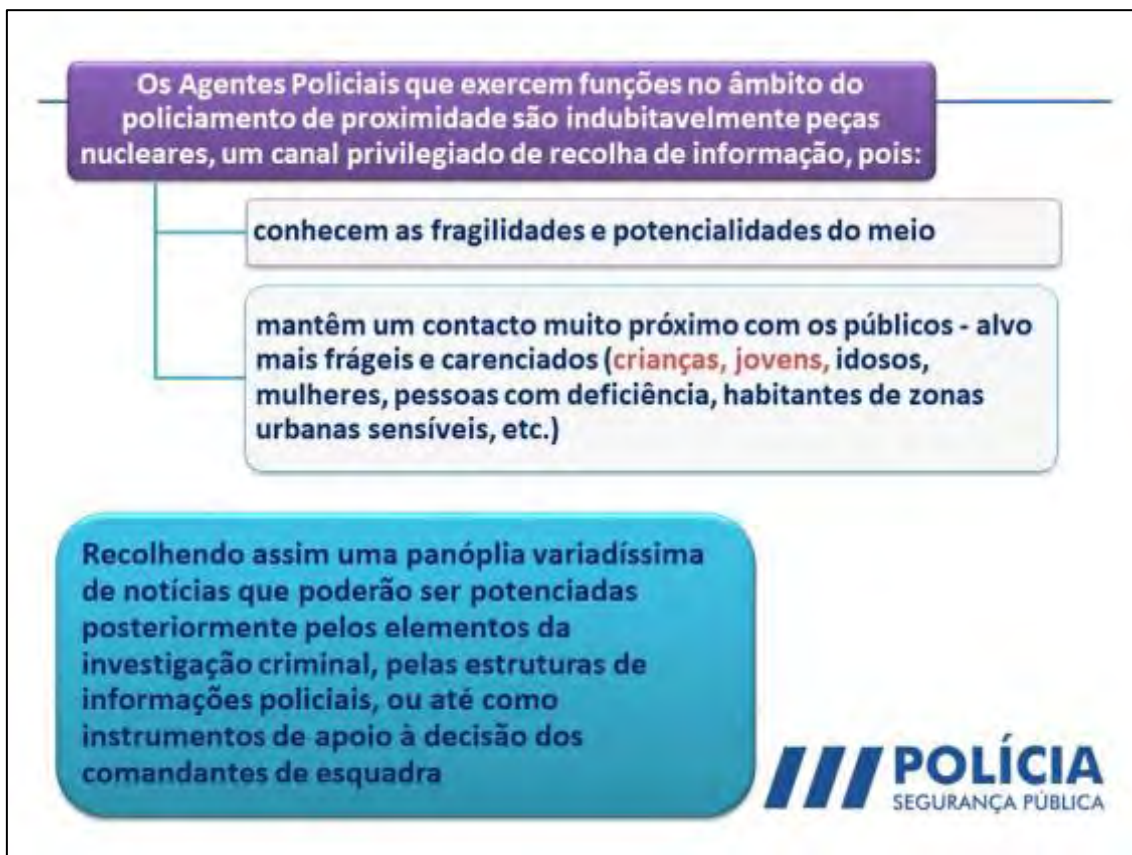 Os Agentes Policiais que exercem funções no âmbito do
policiamento de proximidade são indubitavelmente peças
nucleares, um canal privilegiado de recolha de informação, pois:
conhecem as fragilidades e potencialidades do meio
mantêm um contacto muito próximo com os públicos - alvo
mais frágeis e carenciados (crianças, jovens, idosos,
mulheres, pessoas com deficiência, habitantes de zonas
urbanas sensíveis, etc.)
Recolhendo assim uma panóplia variadíssima
de notícias que poderão ser potenciadas
posteriormente pelos elementos da
investigação criminal, pelas estruturas de
informações policiais, ou até como
instrumentos de apoio à decisão dos
comandantes de esquadra
POLÍCIA
SEGURANÇA PÚBLICA